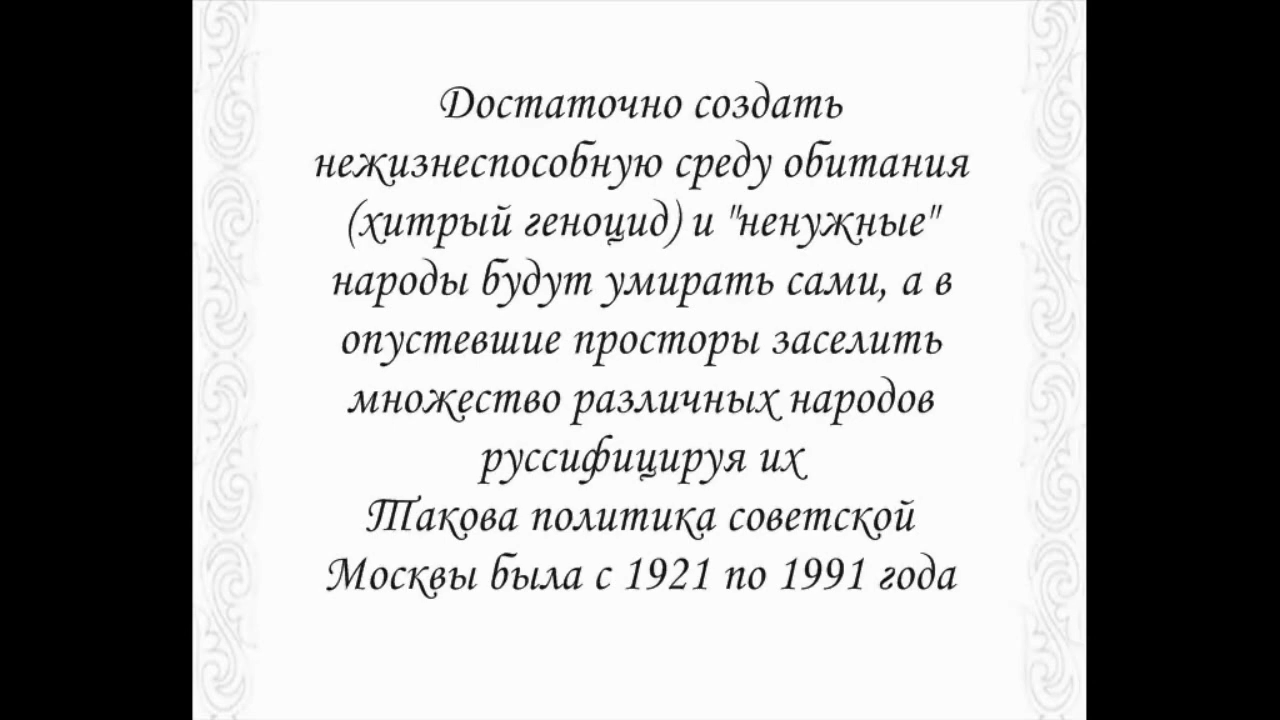 Достаточно создать
нежизнеспособную среду обитания
(хитрый геноцид) и "ненужные"
народы будут умирать сами, а в
опустевшие просторы заселить
множество различных народов
руссифицируя их
Такова политика советской
Москвы была с 1921 по 1991 года